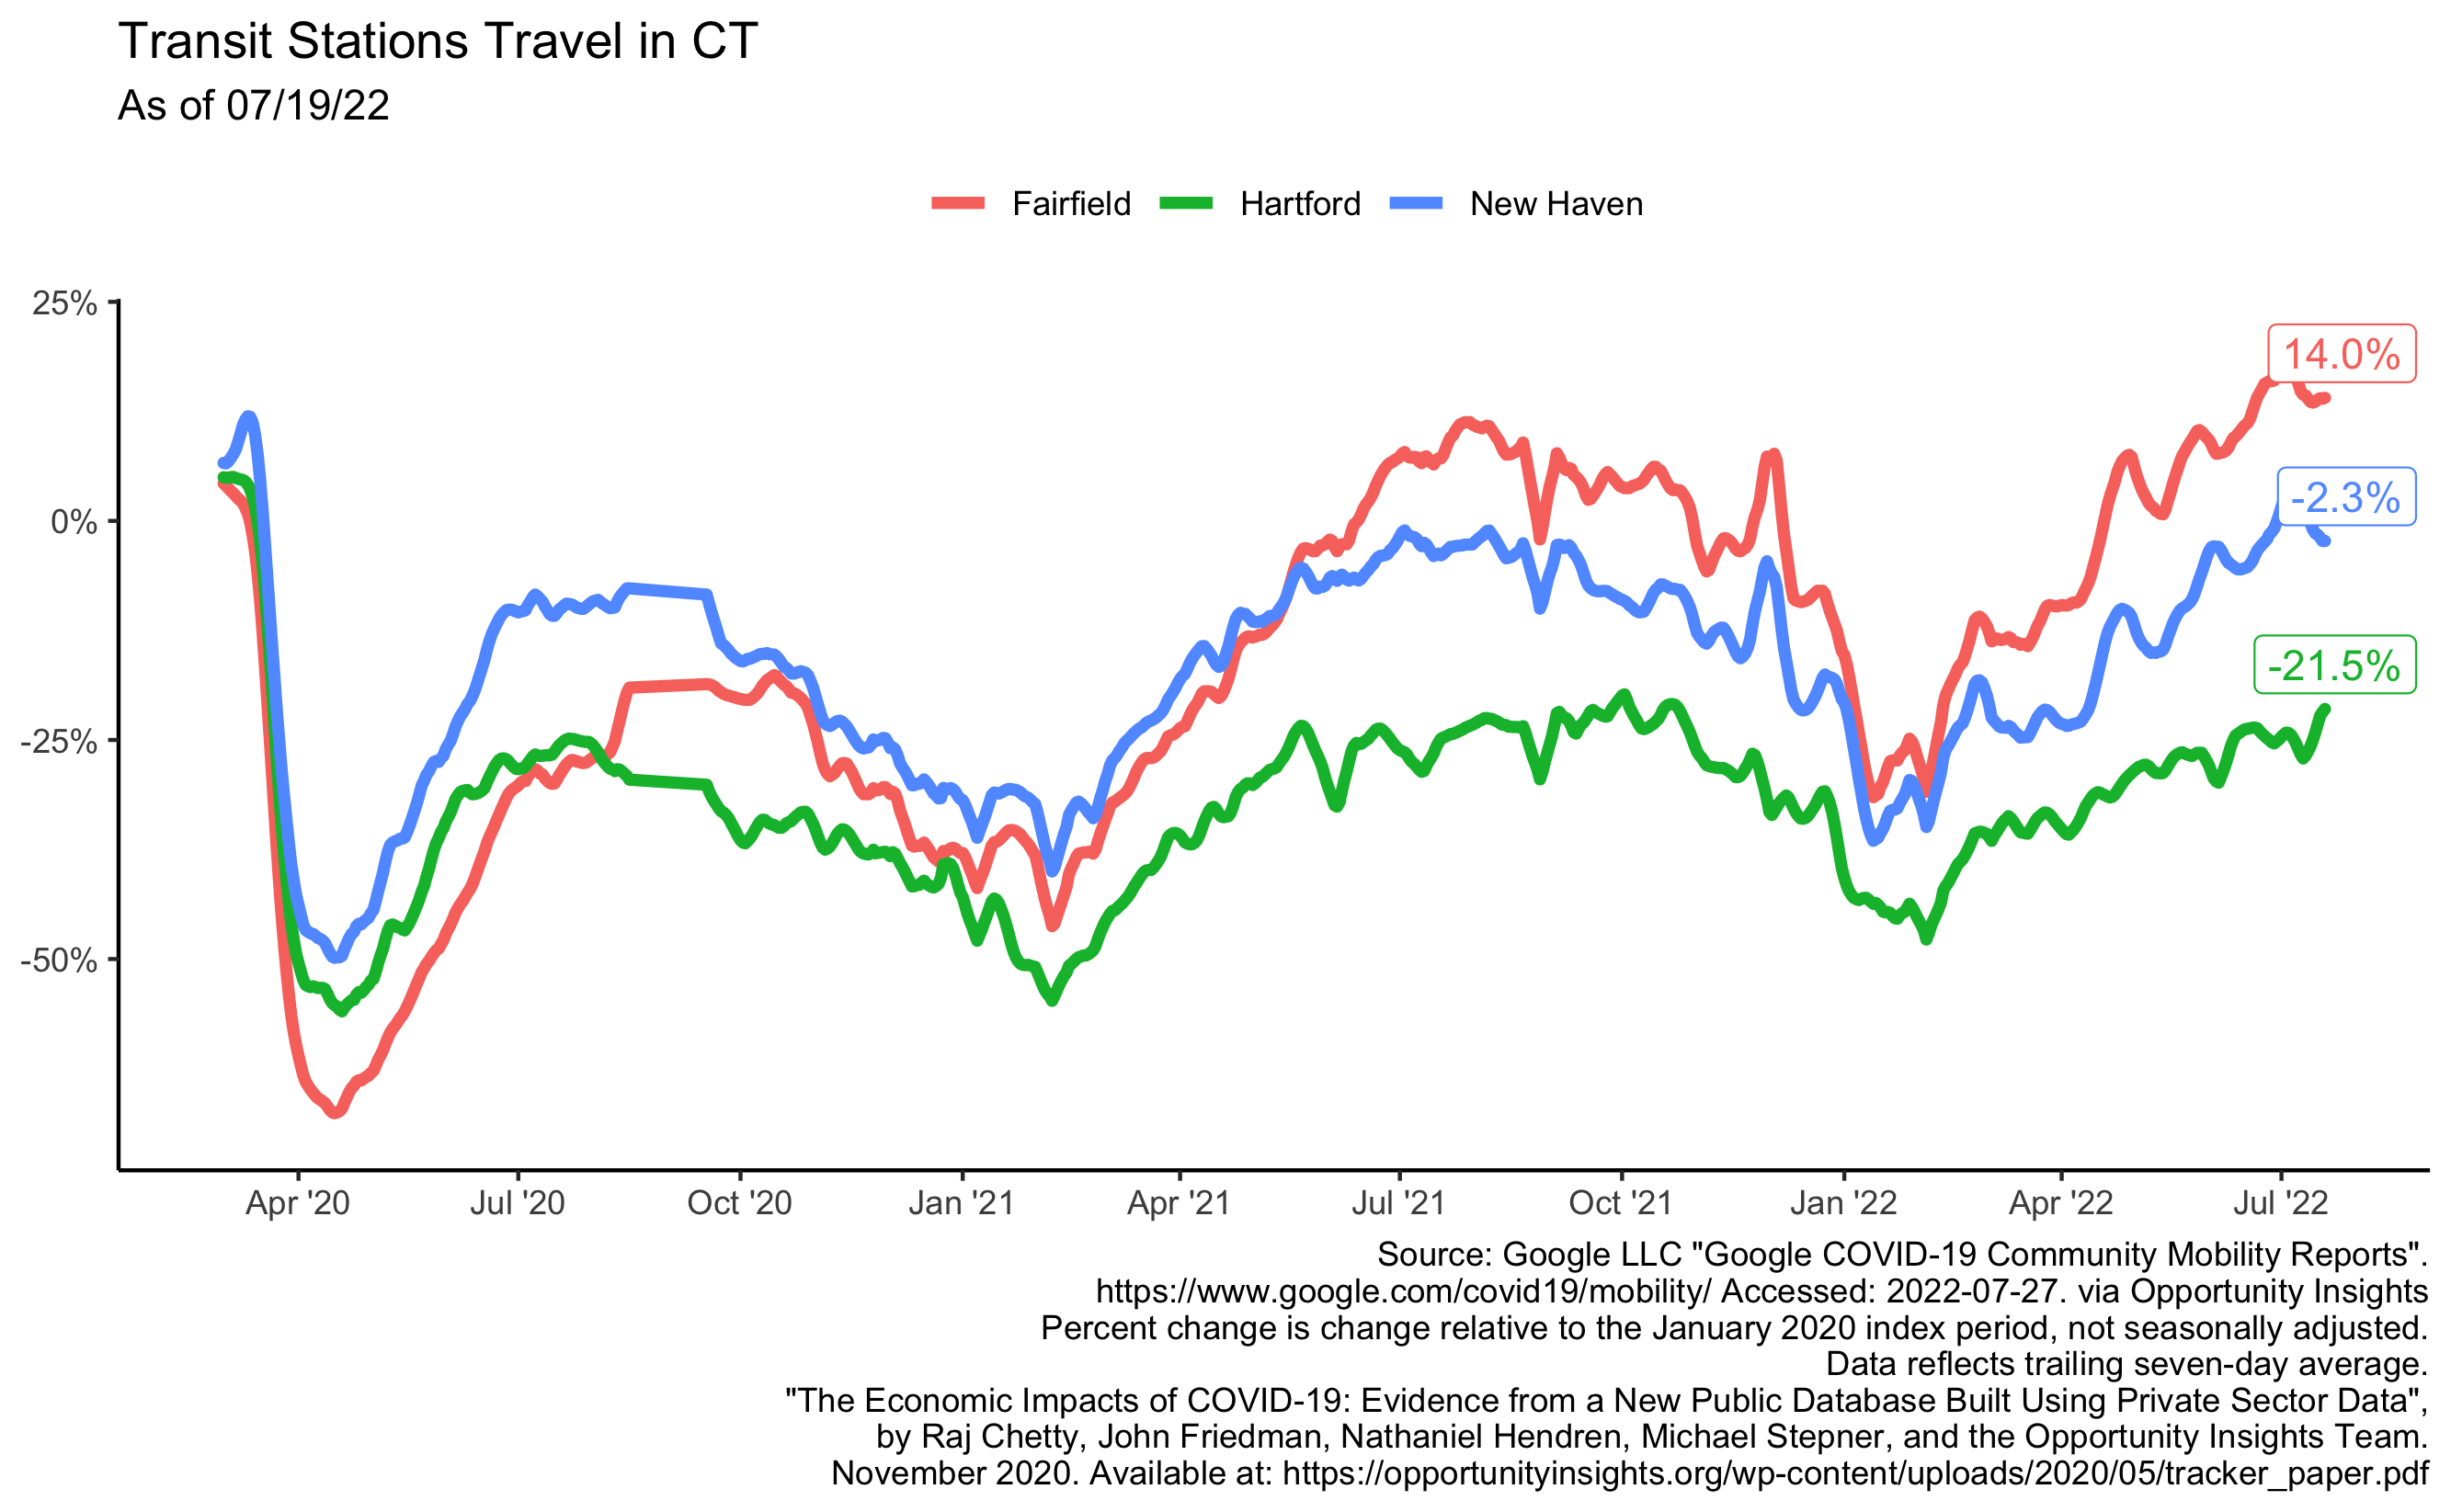 Transit Stations Travel in CT
As of 07/19/22
Fairfield Hartford New Haven
25%
0%
-25%
-50%
14.0%
-2.3%
-21.5%
Apr '20 Jul '20 Oct '20 Jan '21 Apr '21 Jul '21 Oct '21 Jan '22 Apr '22 Jul '22
Source: Google LLC "Google COVID-19 Community Mobility Reports".
https://www.google.com/covid19/mobility/ Accessed: 2022-07-27. via Opportunity Insights
Percent change is change relative to the January 2020 index period, not seasonally adjusted.
Data reflects trailing seven-day average.
"The Economic Impacts of COVID-19: Evidence from a New Public Database Built Using Private Sector Data",
by Raj Chetty, John Friedman, Nathaniel Hendren, Michael Stepner, and the Opportunity Insights Team.
November 2020. Available at: https://opportunityinsights.org/wp-content/uploads/2020/05/tracker_paper.pdf